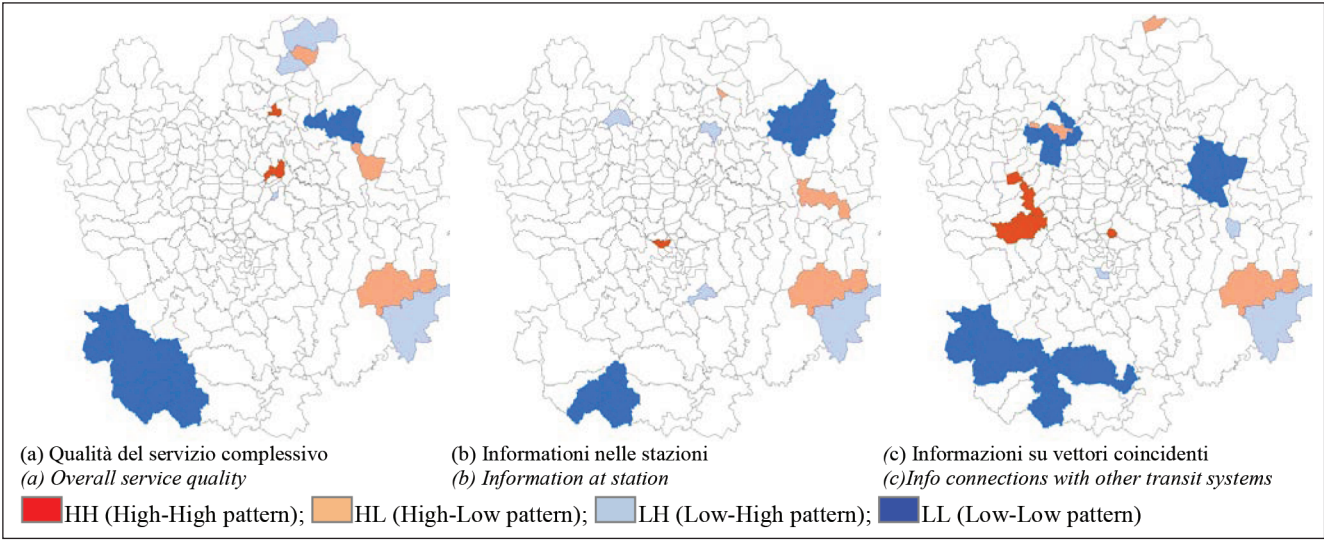 (a) Qualità del servizio complessivo
(a) Overall service quality
(b) Informationi nelle stazioni
(b) Information at station
(c) Informazioni su vettori coincidenti
(c)Info connections with other transit systems
HH (High-High pattern); HL (High-Low pattern); LH (Low-High pattern); LL (Low-Low pattern)